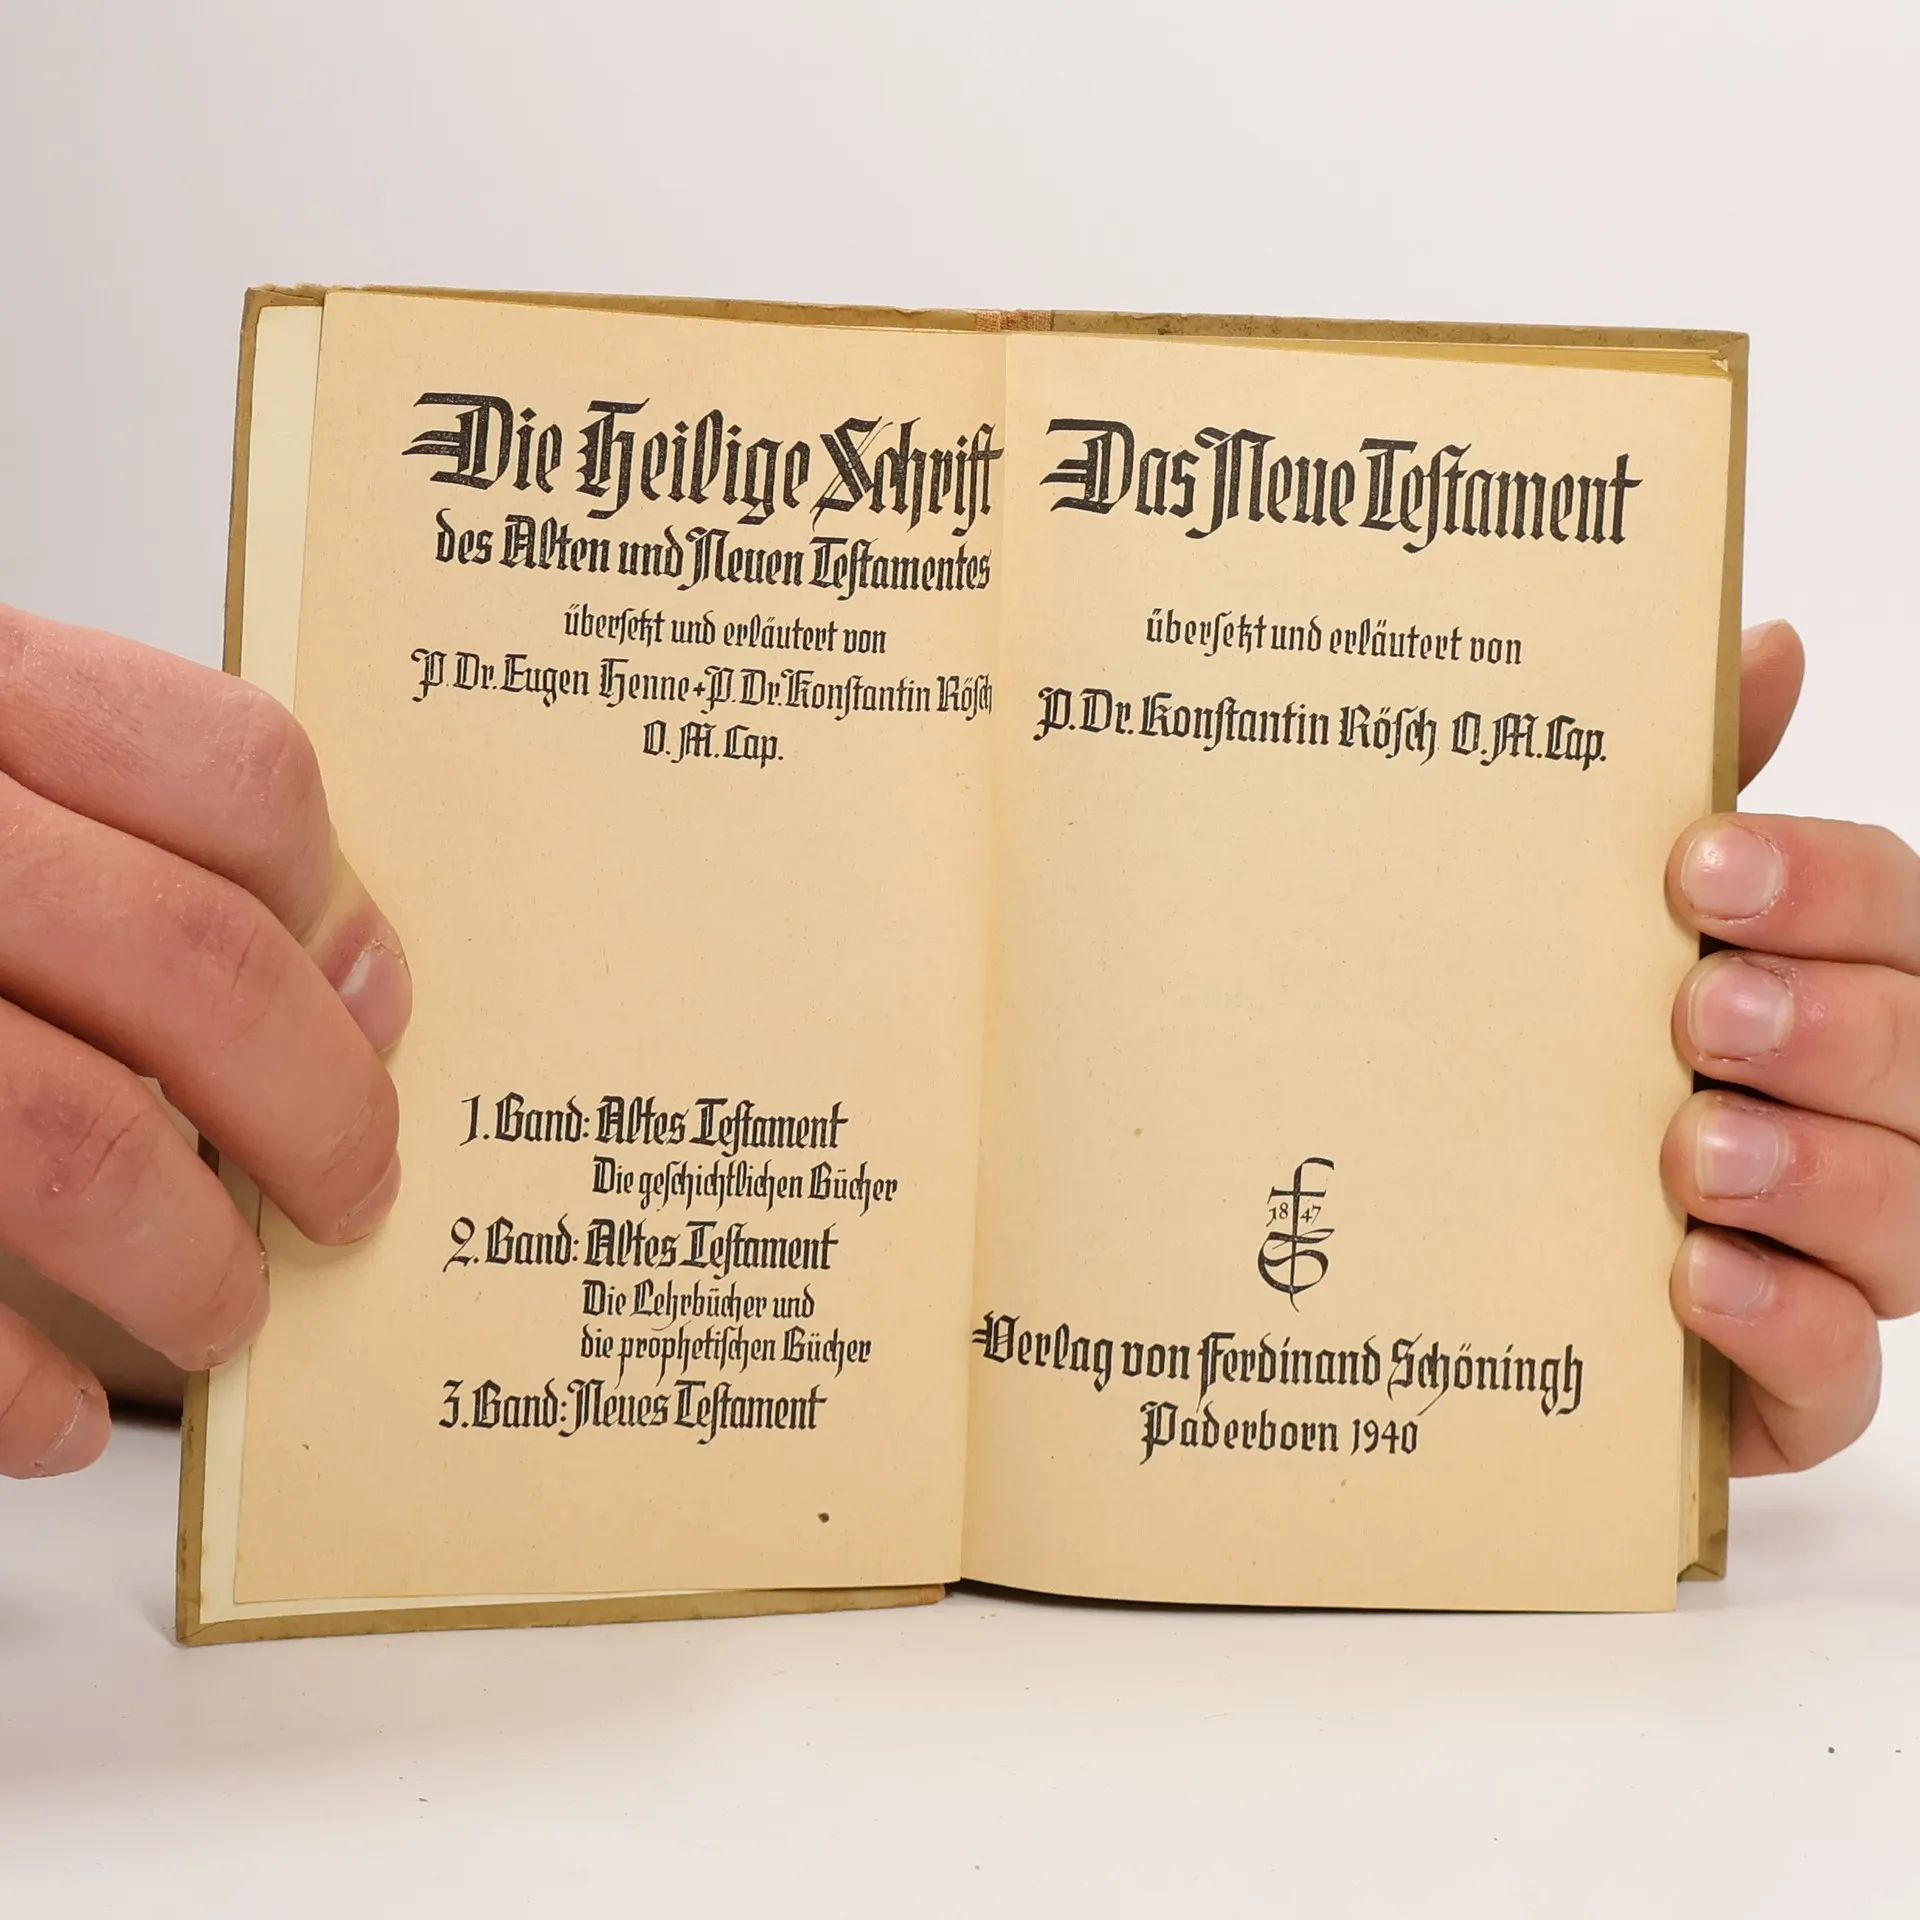 Die Heilige Schrift
des Alten und Neuen Testamentes
übersetzt und erläutert von
P. Dr. Eugen Henne + P. Dr. Konstantin Rösch
O. M. Cap.
1. Band: Altes Testament
Die geschichtlichen Bücher
2. Band: Altes Testament
Die Lehrbücher und
die prophetischen Bücher
3. Band: Neues Testament
Das Neue Testament
übersetzt und erläutert von
P. Dr. Konstantin Rösch O. M. Cap.
18 47
FS
Verlag von Ferdinand Schöningh
Paderborn 1940